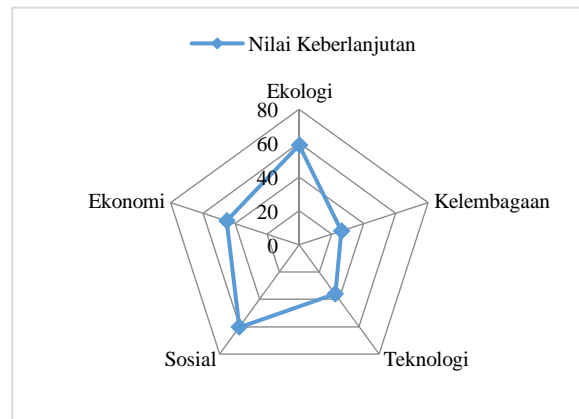 Nilai Keberlanjutan
Ekologi
80
60
40
20
0
Kelembagaan
Teknologi
Sosial
Ekonomi